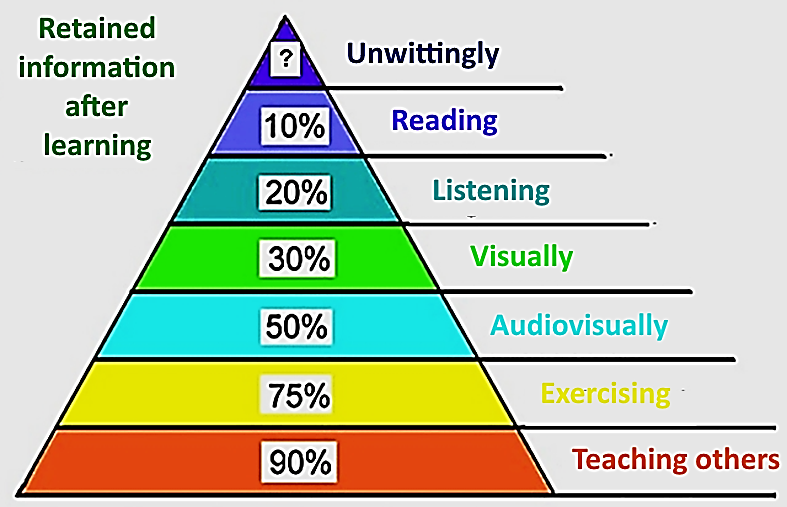 Retained
information
after
learning
? Unwittingly
10% Reading
20% Listening
30% Visually
50% Audiovisually
75% Exercising
90% Teaching others